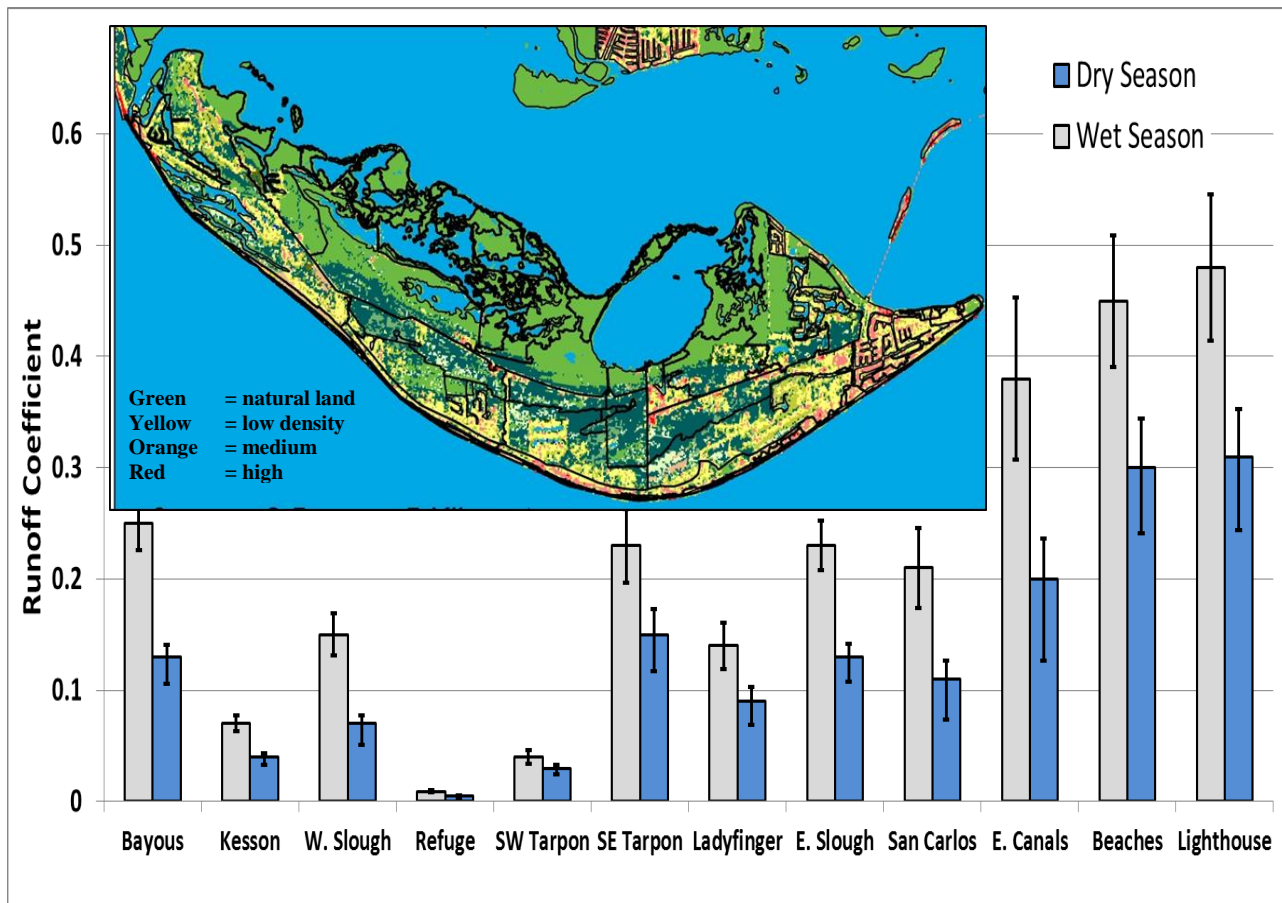 Dry Season
Wet Season
Runoff Coefficient
0.6
0.5
0.4
0.3
0.2
0.1
0
Green = natural land
Yellow = low density
Orange = medium
Red = high
Bayous Kesson W. Slough Refuge SW Tarpon SE Tarpon Ladyfinger E. Slough San Carlos E. Canals Beaches Lighthouse